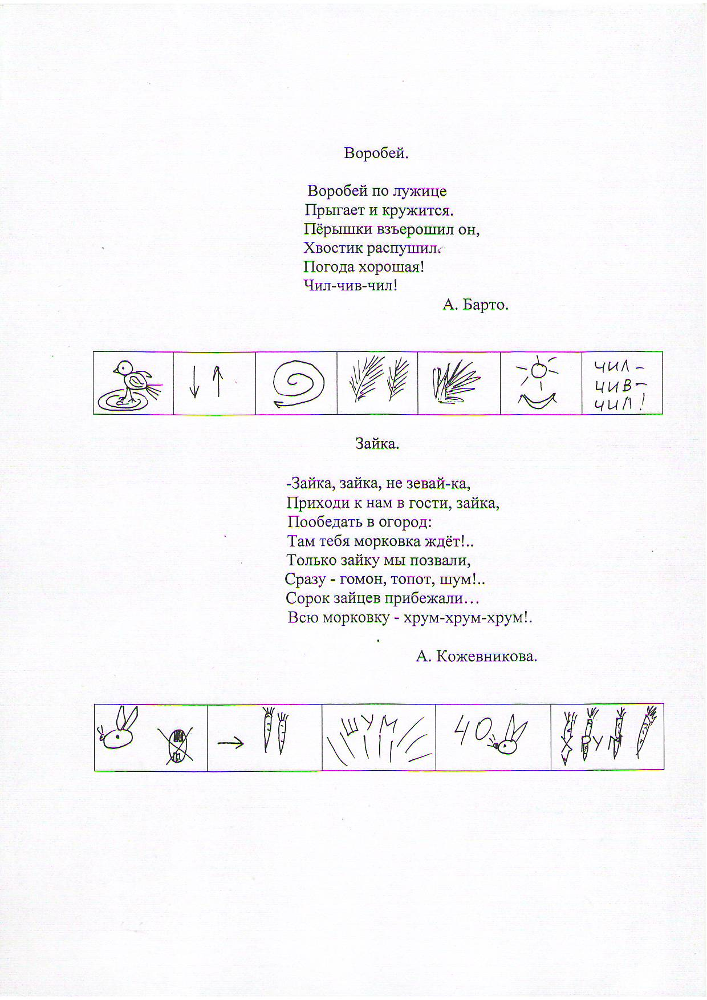 Воробей.
Воробей по лужице
Прыгает и кружится.
Пёрышки взъерошил он,
Хвостик распушил.
Погода хорошая!
Чил-чив-чил!
А. Барто.
ЧИЛ-
ЧИВ-
ЧИЛ!
Зайка.
-Зайка, зайка, не зевай-ка,
Приходи к нам в гости, зайка,
Пообедать в огород:
Там тебя морковка ждёт!..
Только зайку мы позвали,
Сразу - гомон, топот, шум!..
Сорок зайцев прибежали...
Всю морковку - хрум-хрум-хрум!.
А. Кожевникова.
ШУМ
40
ХРУМ